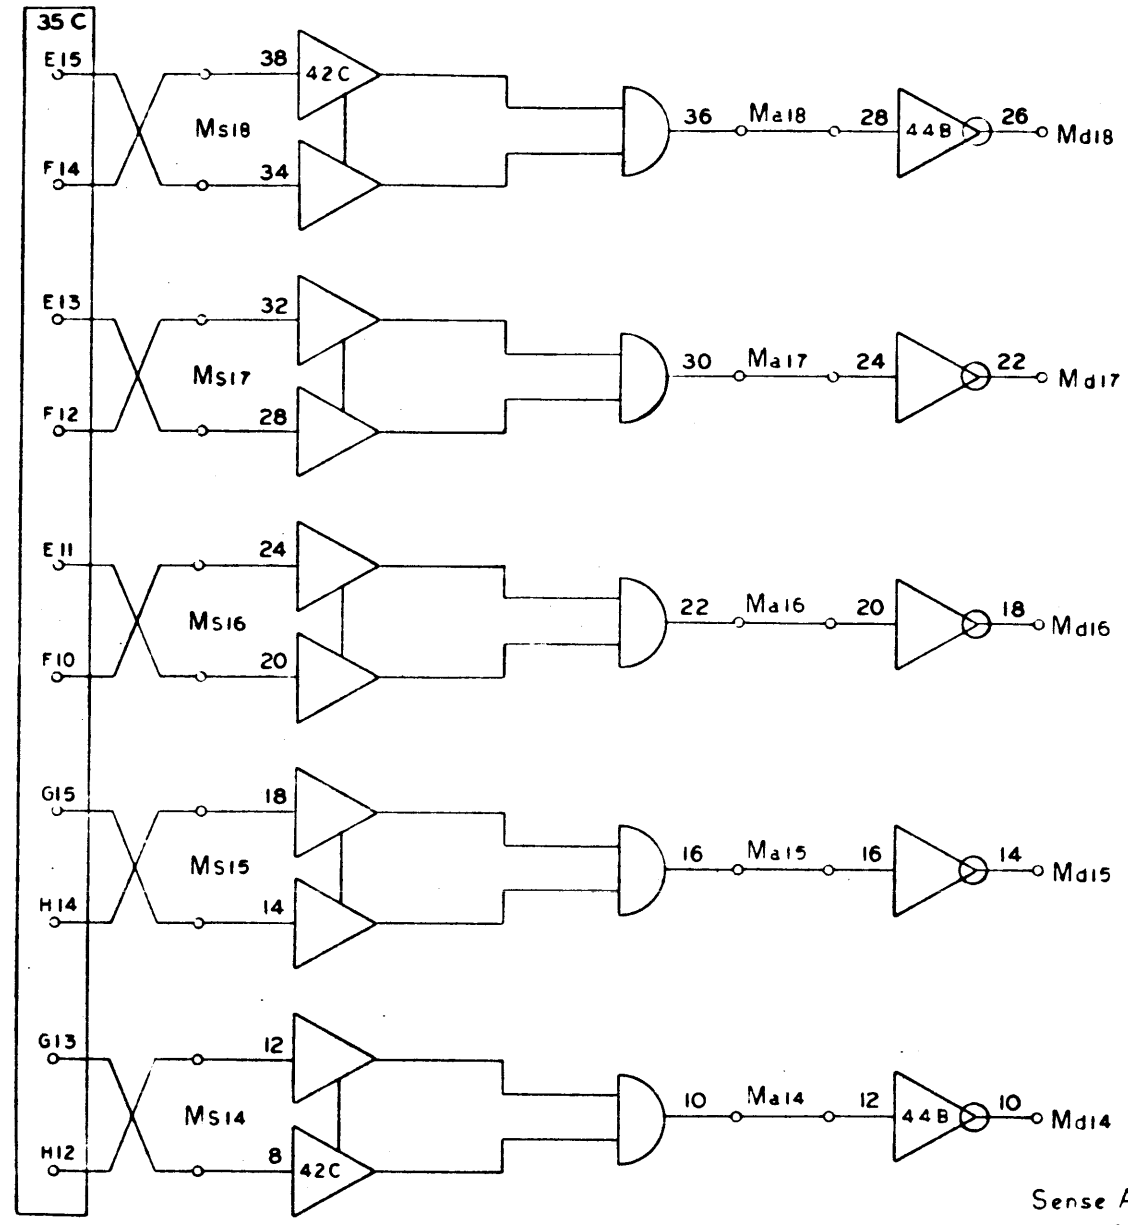 35 C
E15 38 42C
Ms18 36 Ma18 28 44B 26 Md18
F14 34
E13 32
Ms17 30 Ma17 24 22 Md17
F12 28
E11 24
Ms16 22 Ma16 20 18 Md16
F10 20
G15 18
Ms15 16 Ma15 16 14 Md15
H14 14
G13 12
Ms14 10 Ma14 12 44B 10 Md14
H12 8 42C
Sense